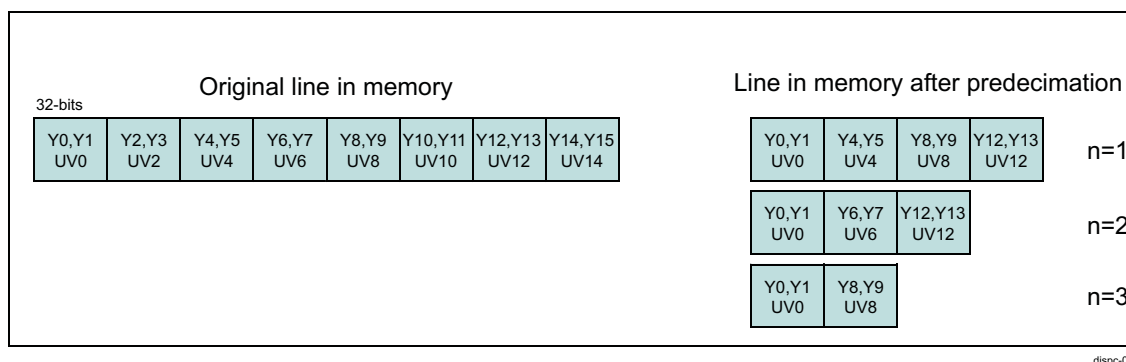 Original line in memory
32-bits
Y0,Y1 Y2,Y3 Y4,Y5 Y6,Y7 Y8,Y9 Y10,Y11 Y12,Y13 Y14,Y15
UV0 UV2 UV4 UV6 UV8 UV10 UV12 UV14
Line in memory after predecimation
Y0,Y1 Y4,Y5 Y8,Y9 Y12,Y13
UV0 UV4 UV8 UV12
n=1
Y0,Y1 Y6,Y7 Y12,Y13
UV0 UV6 UV12
n=2
Y0,Y1 Y8,Y9
UV0 UV8
n=3